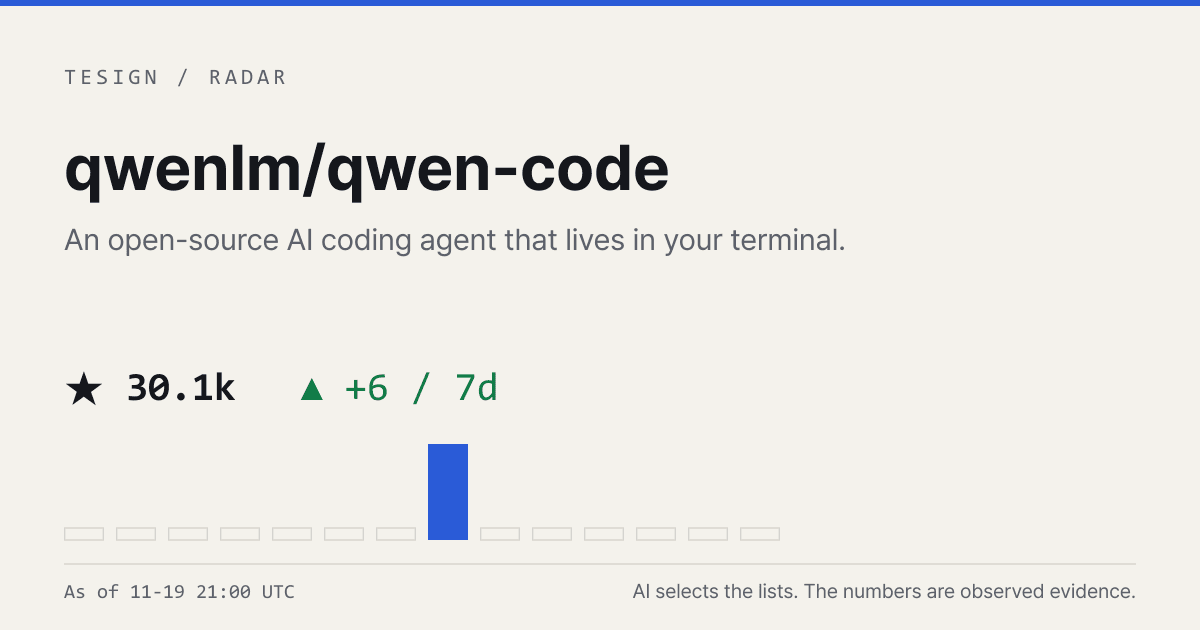 TESIGN / RADAR
qwenlm/qwen-code
An open-source AI coding agent that lives in your terminal.
★ 30.1k ▲ +6 / 7d
As of 11-19 21:00 UTC
AI selects the lists. The numbers are observed evidence.